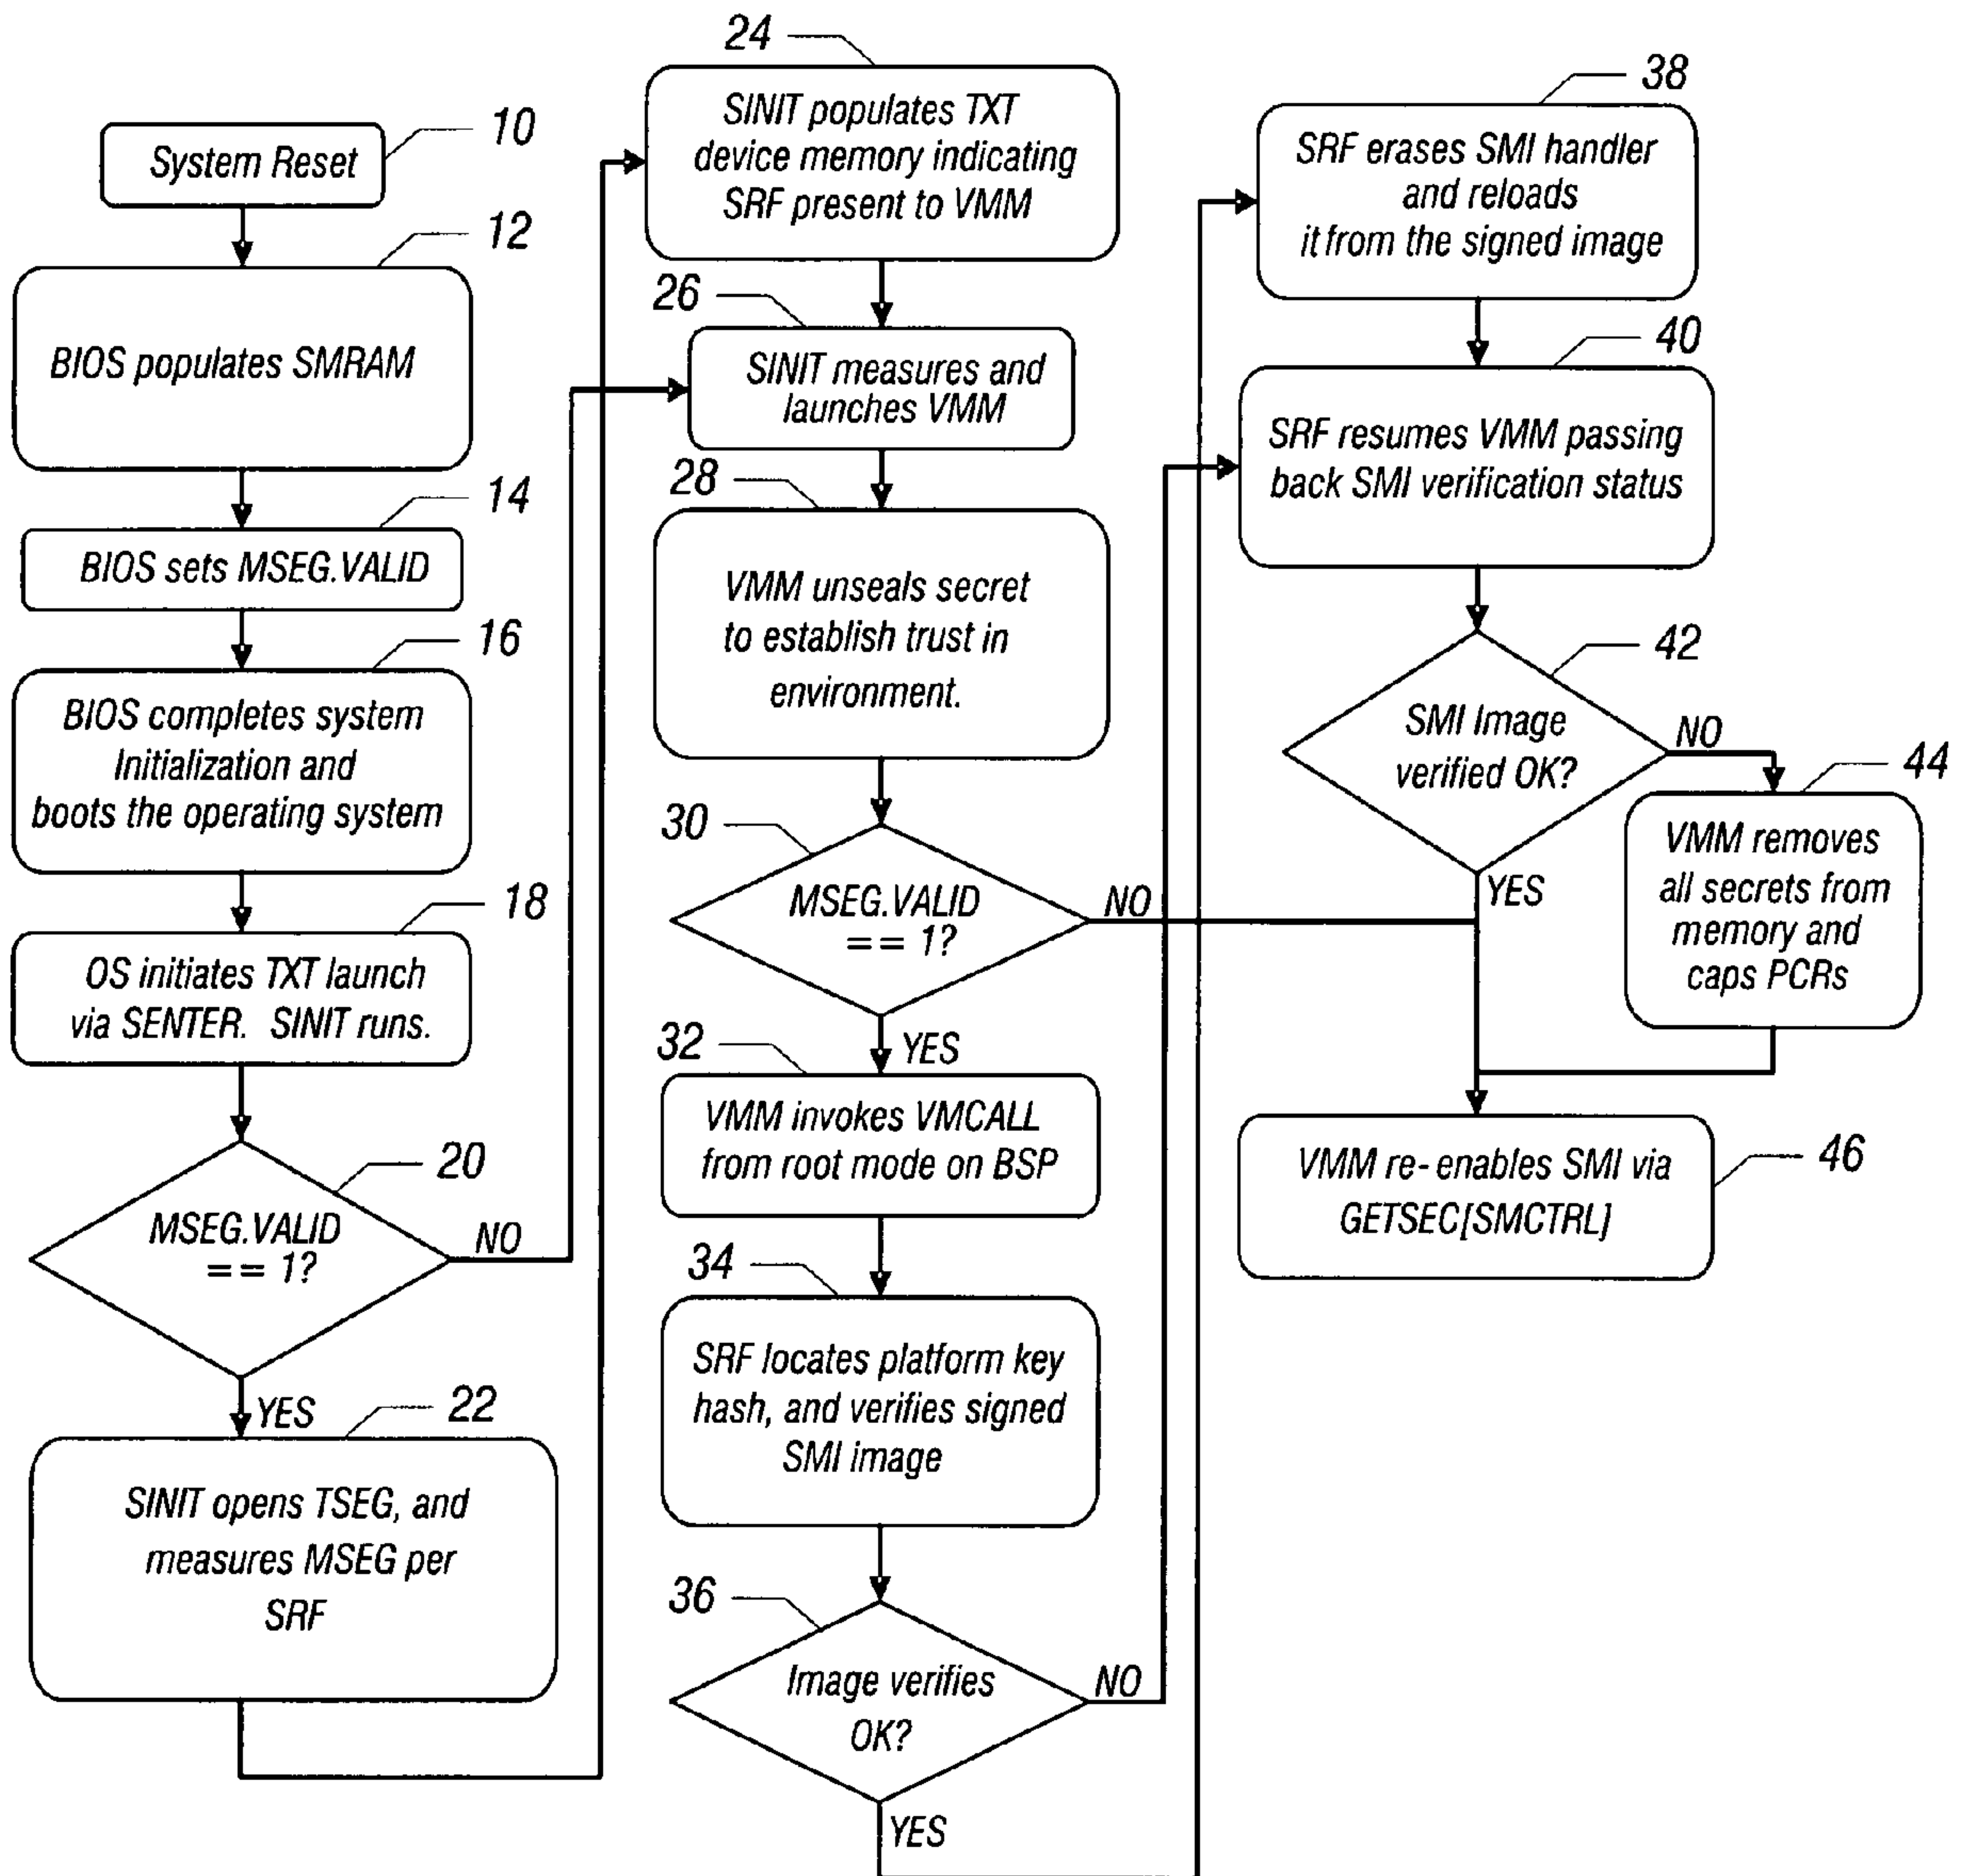 10
System Reset
12
BIOS populates SMRAM
14
BIOS sets MSEG.VALID
16
BIOS completes system
Initialization and
boots the operating system
18
OS initiates TXT launch
via SENTER. SINIT runs.
20
MSEG.VALID
== 1?
NO
YES
22
SINIT opens TSEG, and
measures MSEG per
SRF
24
SINIT populates TXT
device memory indicating
SRF present to VMM
26
SINIT measures and
launches VMM
28
VMM unseals secret
to establish trust in
environment.
30
MSEG.VALID
== 1?
NO
YES
32
VMM invokes VMCALL
from root mode on BSP
34
SRF locates platform key
hash, and verifies signed
SMI image
36
Image verifies
OK?
NO
YES
38
SRF erases SMI handler
and reloads
it from the signed image
40
SRF resumes VMM passing
back SMI verification status
42
SMI Image
verified OK?
NO
YES
44
VMM removes
all secrets from
memory and
caps PCRs
46
VMM re-enables SMI via
GETSEC[SMCTRL]